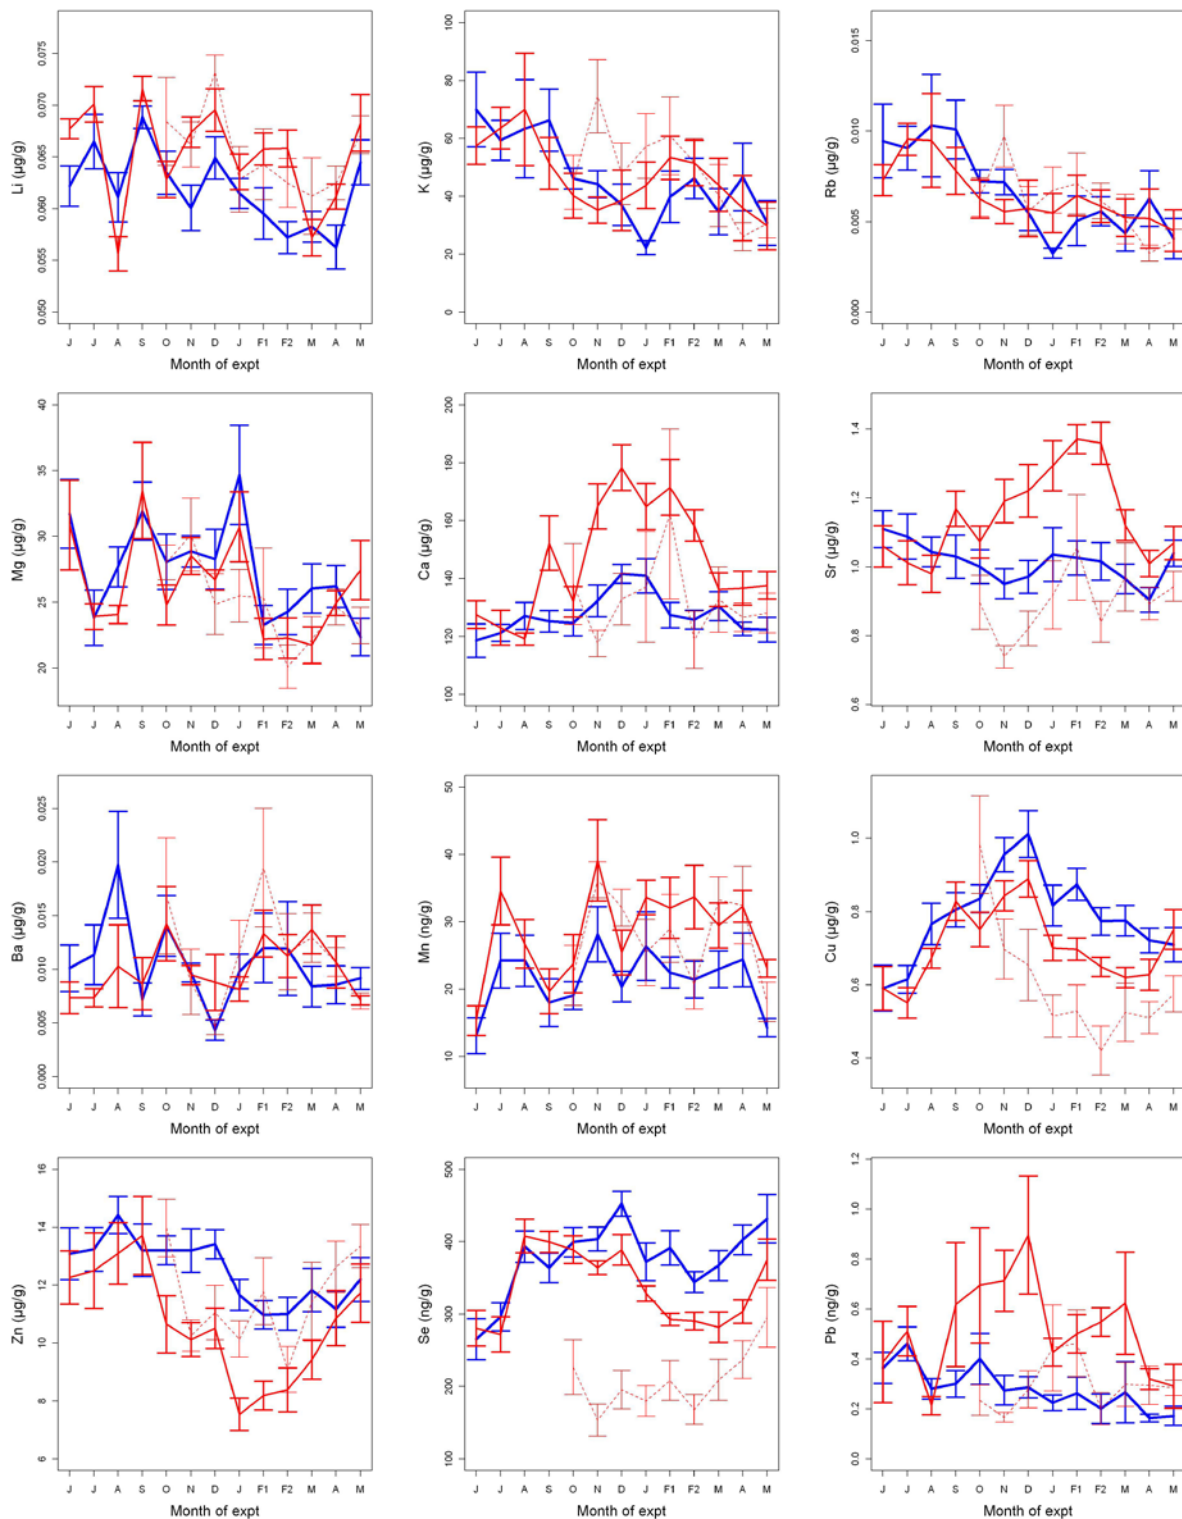 Li (µg/g)
0.075
0.070
0.065
0.060
0.055
0.050
J J A S O N D J F1 F2 M A M
Month of expt
K (µg/g)
100
80
60
40
20
0
J J A S O N D J F1 F2 M A M
Month of expt
Rb (µg/g)
0.015
0.010
0.005
0.000
J J A S O N D J F1 F2 M A M
Month of expt
Mg (µg/g)
40
35
30
25
20
J J A S O N D J F1 F2 M A M
Month of expt
Ca (µg/g)
200
180
160
140
120
100
J J A S O N D J F1 F2 M A M
Month of expt
Sr (µg/g)
1.4
1.2
1.0
0.8
0.6
J J A S O N D J F1 F2 M A M
Month of expt
Ba (µg/g)
0.025
0.020
0.015
0.010
0.005
0.000
J J A S O N D J F1 F2 M A M
Month of expt
Mn (ng/g)
50
40
30
20
10
J J A S O N D J F1 F2 M A M
Month of expt
Cu (µg/g)
1.0
0.8
0.6
0.4
J J A S O N D J F1 F2 M A M
Month of expt
Zn (µg/g)
16
14
12
10
8
6
J J A S O N D J F1 F2 M A M
Month of expt
Se (ng/g)
500
400
300
200
100
J J A S O N D J F1 F2 M A M
Month of expt
Pb (ng/g)
1.2
1.0
0.8
0.6
0.4
0.2
0.0
J J A S O N D J F1 F2 M A M
Month of expt